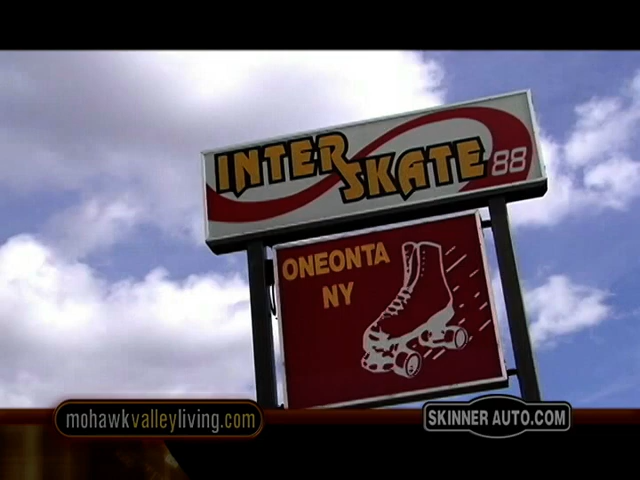 INTER
SKATE 88
ONEONTA
NY
mohawkvalleyliving.com
SKINNER AUTO.COM